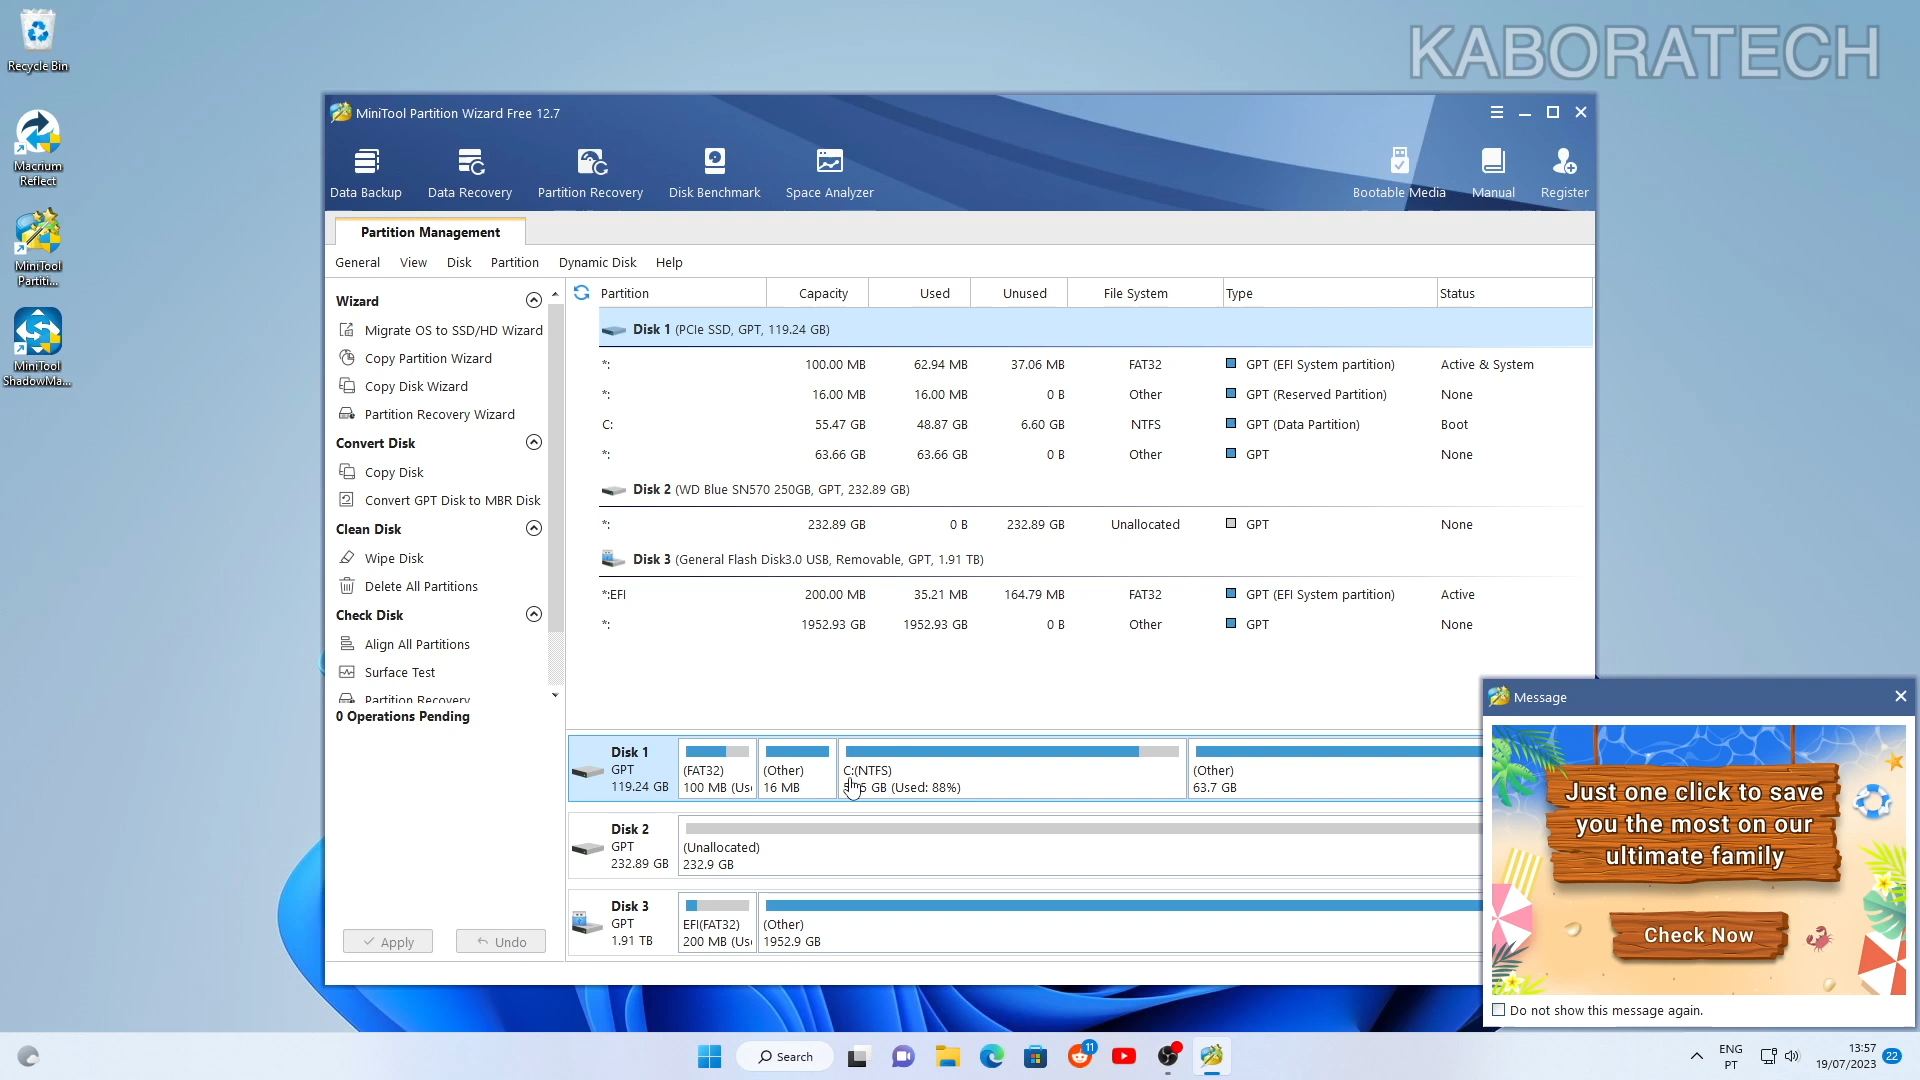 KABORATECH
Recycle Bin
Macrium
Reflect
MiniTool
Partiti...
MiniTool
ShadowMa...
MiniTool Partition Wizard Free 12.7
Data Backup
Data Recovery
Partition Recovery
Disk Benchmark
Space Analyzer
Bootable Media
Manual
Register
Partition Management
General View Disk Partition Dynamic Disk Help
Wizard
Migrate OS to SSD/HD Wizard
Copy Partition Wizard
Copy Disk Wizard
Partition Recovery Wizard
Convert Disk
Copy Disk
Convert GPT Disk to MBR Disk
Clean Disk
Wipe Disk
Delete All Partitions
Check Disk
Align All Partitions
Surface Test
Partition Recovery
0 Operations Pending
Apply
Undo
Partition Capacity Used Unused File System Type Status
Disk 1 (PCIe SSD, GPT, 119.24 GB)
*: 100.00 MB 62.94 MB 37.06 MB FAT32 GPT (EFI System partition) Active & System
*: 16.00 MB 16.00 MB 0 B Other GPT (Reserved Partition) None
C: 55.47 GB 48.87 GB 6.60 GB NTFS GPT (Data Partition) Boot
*: 63.66 GB 63.66 GB 0 B Other GPT None
Disk 2 (WD Blue SN570 250GB, GPT, 232.89 GB)
*: 232.89 GB 0 B 232.89 GB Unallocated GPT None
Disk 3 (General Flash Disk3.0 USB, Removable, GPT, 1.91 TB)
*:EFI 200.00 MB 35.21 MB 164.79 MB FAT32 GPT (EFI System partition) Active
*: 1952.93 GB 1952.93 GB 0 B Other GPT None
Disk 1
GPT
119.24 GB
(FAT32)
100 MB (Us
(Other)
16 MB
C:(NTFS)
GB (Used: 88%)
(Other)
63.7 GB
Disk 2
GPT
232.89 GB
(Unallocated)
232.9 GB
Disk 3
GPT
1.91 TB
EFI(FAT32)
200 MB (Us
(Other)
1952.9 GB
Message
Just one click to save
you the most on our
ultimate family
Check Now
Do not show this message again.
Search
11
ENG
PT
13:57
19/07/2023
22